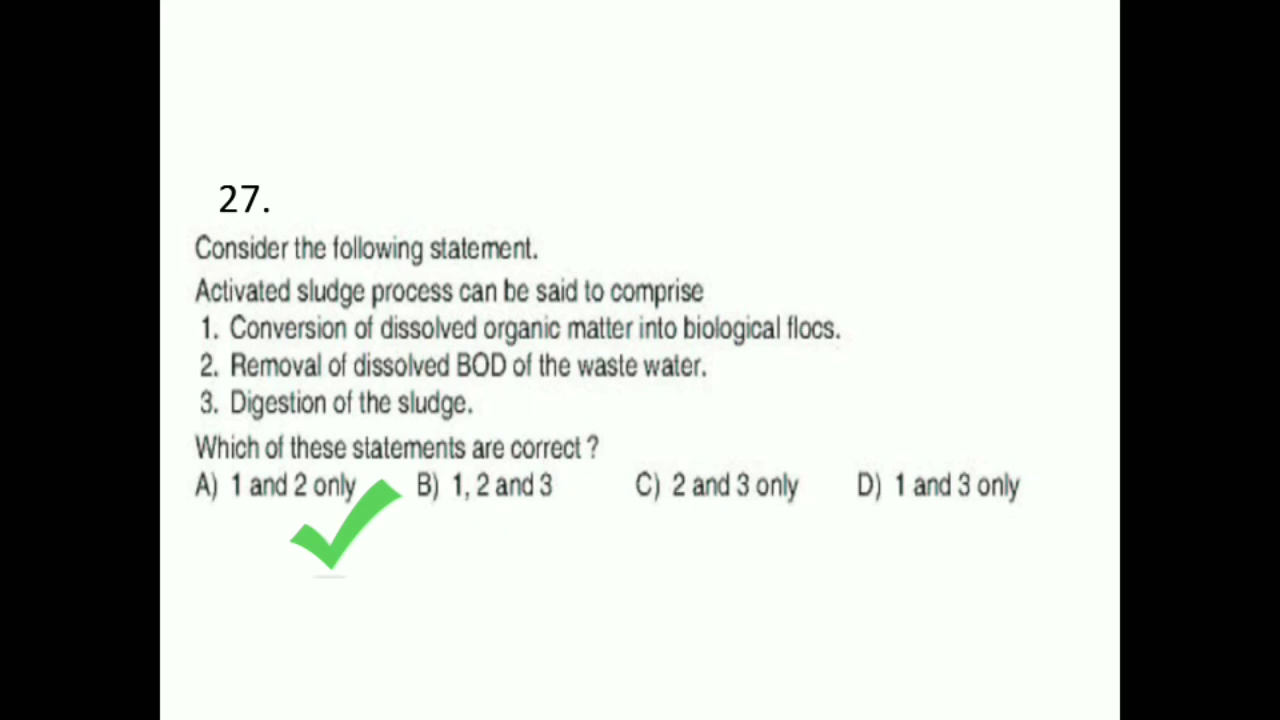 27.
Consider the following statement.
Activated sludge process can be said to comprise
1. Conversion of dissolved organic matter into biological flocs.
2. Removal of dissolved BOD of the waste water.
3. Digestion of the sludge.
Which of these statements are correct ?
A) 1 and 2 only B) 1, 2 and 3 C) 2 and 3 only D) 1 and 3 only